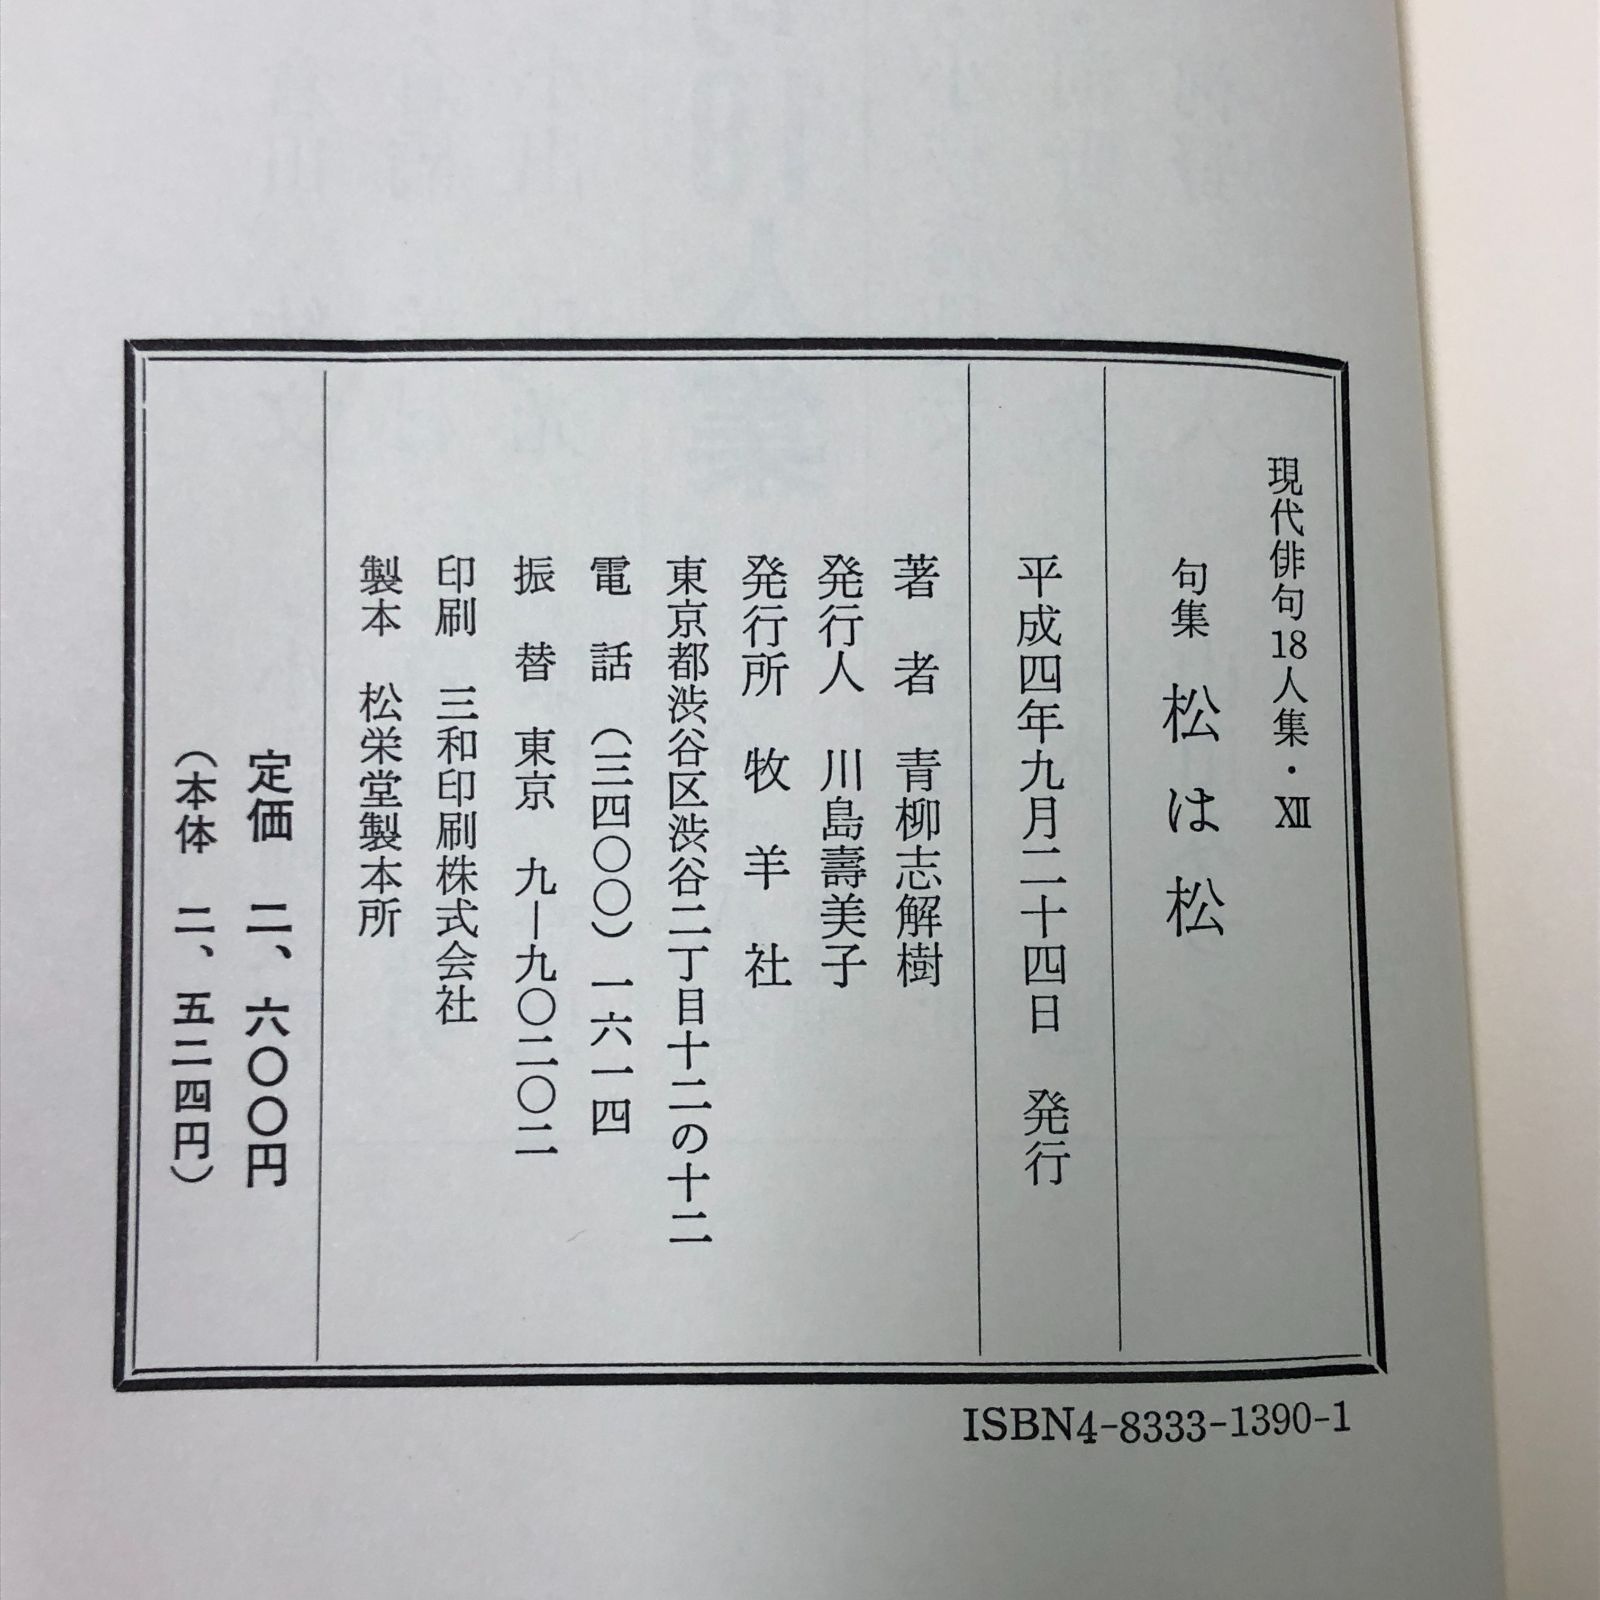 現代俳句18人集・Ⅻ
句集 松は松
平成四年九月二十四日 発行
著者 青柳志解樹
発行人 川島壽美子
発行所 牧羊社
東京都渋谷区渋谷二丁目十二の十二
電話(三四〇〇)一六一四
振替 東京 九―九〇二〇二
印刷 三和印刷株式会社
製本 松栄堂製本所
定価 二、六〇〇円
(本体 二、五二四円)
ISBN4-8333-1390-1